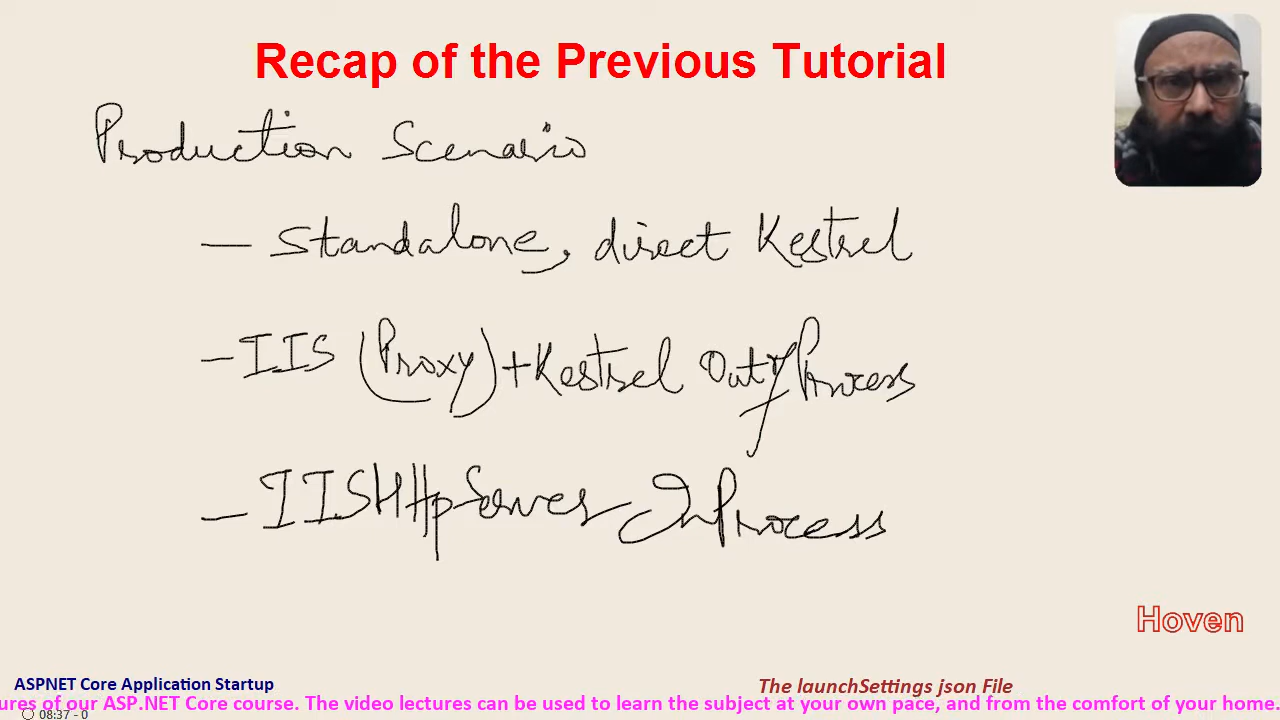 Recap of the Previous Tutorial
Production Scenario
— Standalone, direct Kestrel
— IIS (Proxy) + Kestrel Out of Process
— IISHttpServer InProcess
Hoven
ASPNET Core Application Startup
The launchSettings json File
ures of our ASP.NET Core course. The video lectures can be used to learn the subject at your own pace, and from the comfort of your home.
08:37 - 0